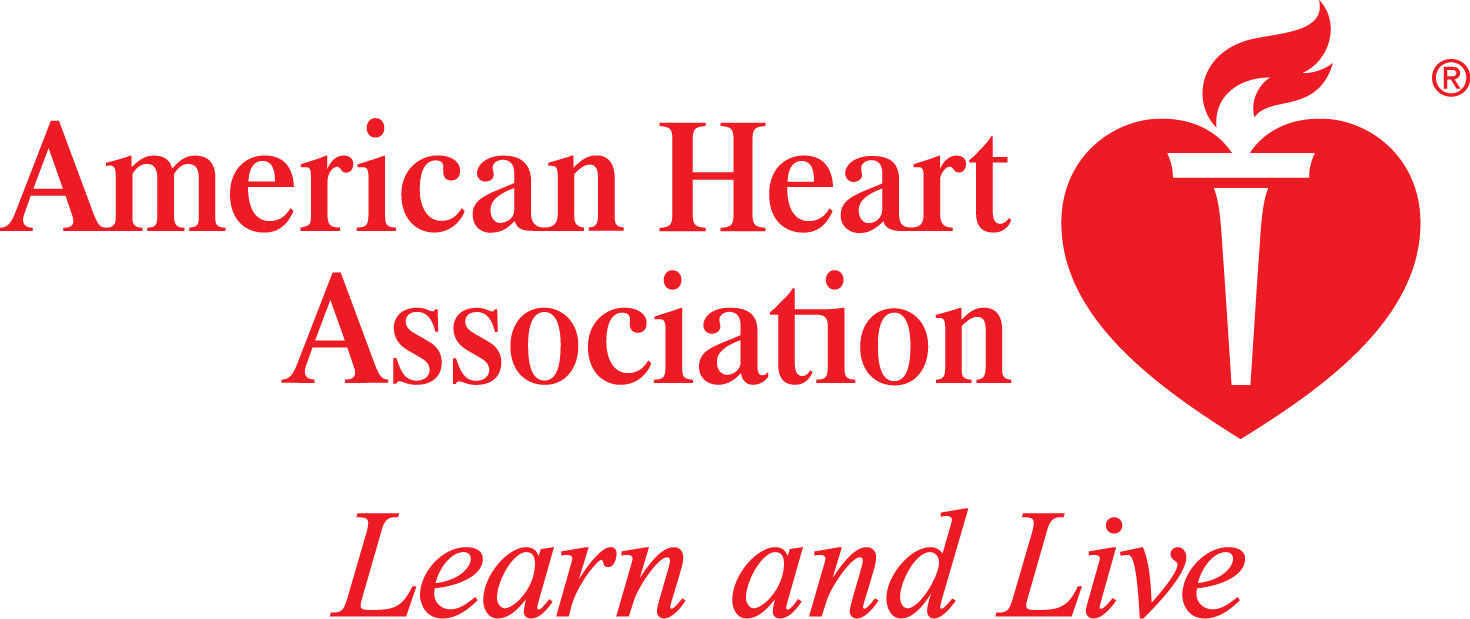 American Heart ®
Association
Learn and Live